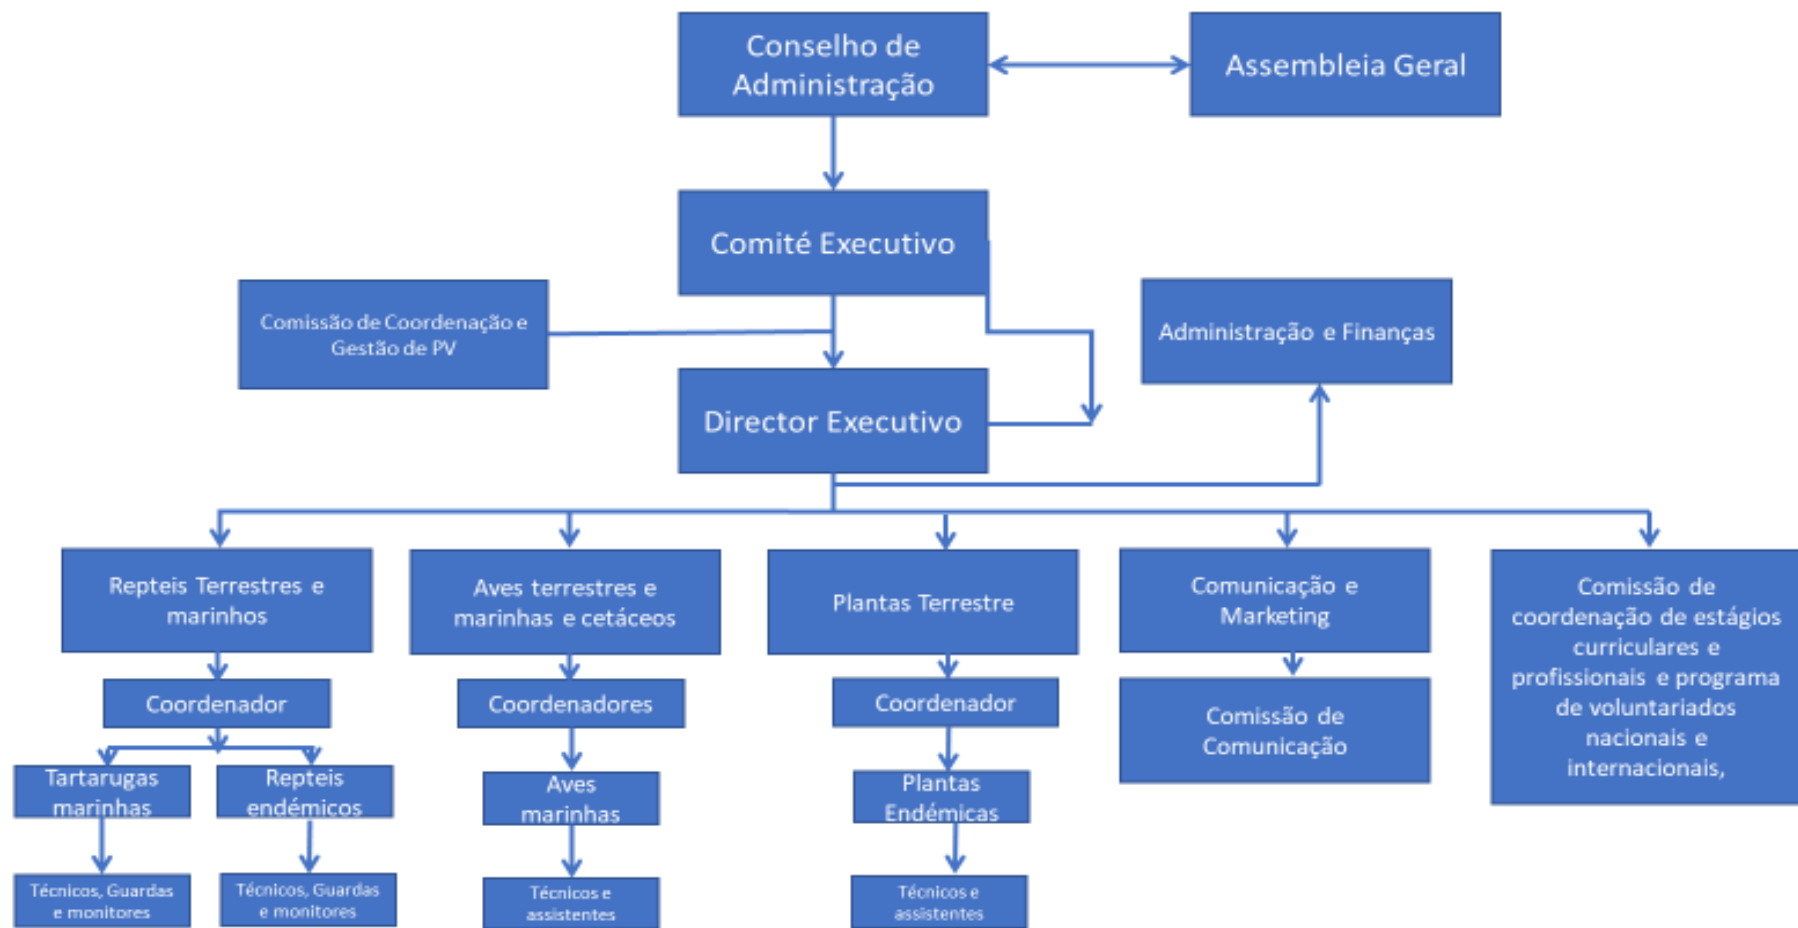 Conselho de
Administração
Assembleia Geral
Comité Executivo
Comissão de Coordenação e
Gestão de PV
Administração e Finanças
Director Executivo
Repteis Terrestres e
marinhos
Aves terrestres e
marinhas e cetáceos
Plantas Terrestre
Comunicação e
Marketing
Comissão de
coordenação de estágios
curriculares e
profissionais e programa
de voluntariados
nacionais e
internacionais,
Coordenador
Coordenadores
Coordenador
Comissão de
Comunicação
Tartarugas
marinhas
Repteis
endémicos
Aves
marinhas
Plantas
Endémicas
Técnicos, Guardas
e monitores
Técnicos, Guardas
e monitores
Técnicos e
assistentes
Técnicos e
assistentes